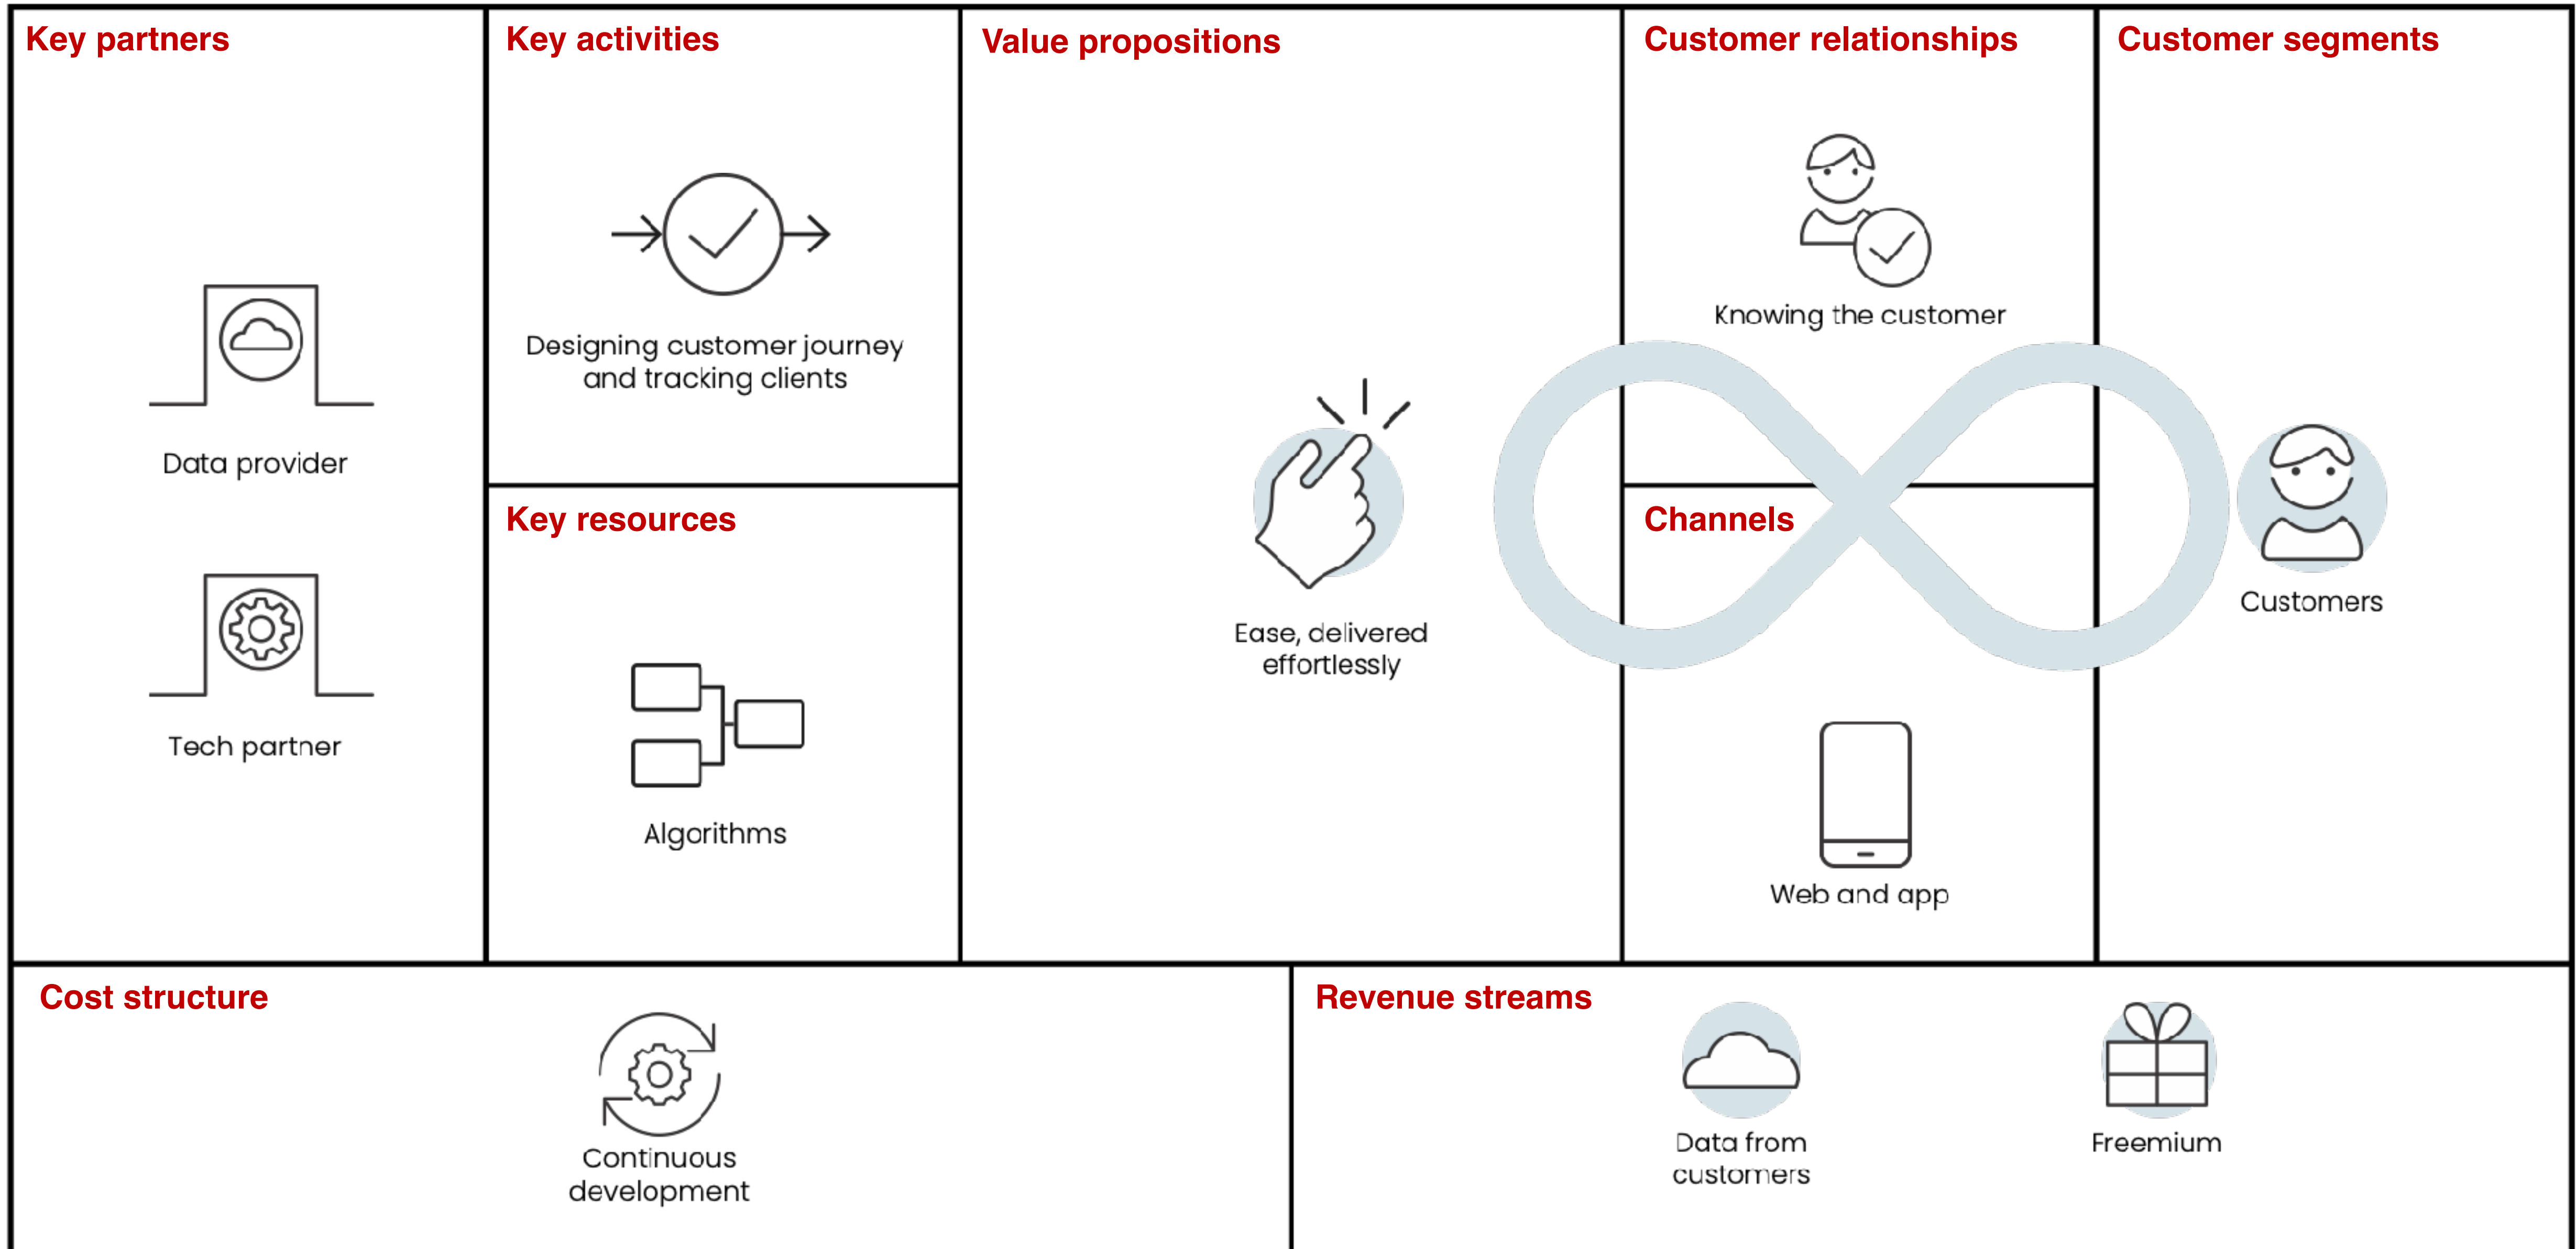 Key partners
Data provider
Tech partner
Key activities
Designing customer journey
and tracking clients
Key resources
Algorithms
Value propositions
Ease, delivered
effortlessly
Customer relationships
Knowing the customer
Channels
Web and app
Customer segments
Customers
Cost structure
Continuous
development
Revenue streams
Data from
customers
Freemium